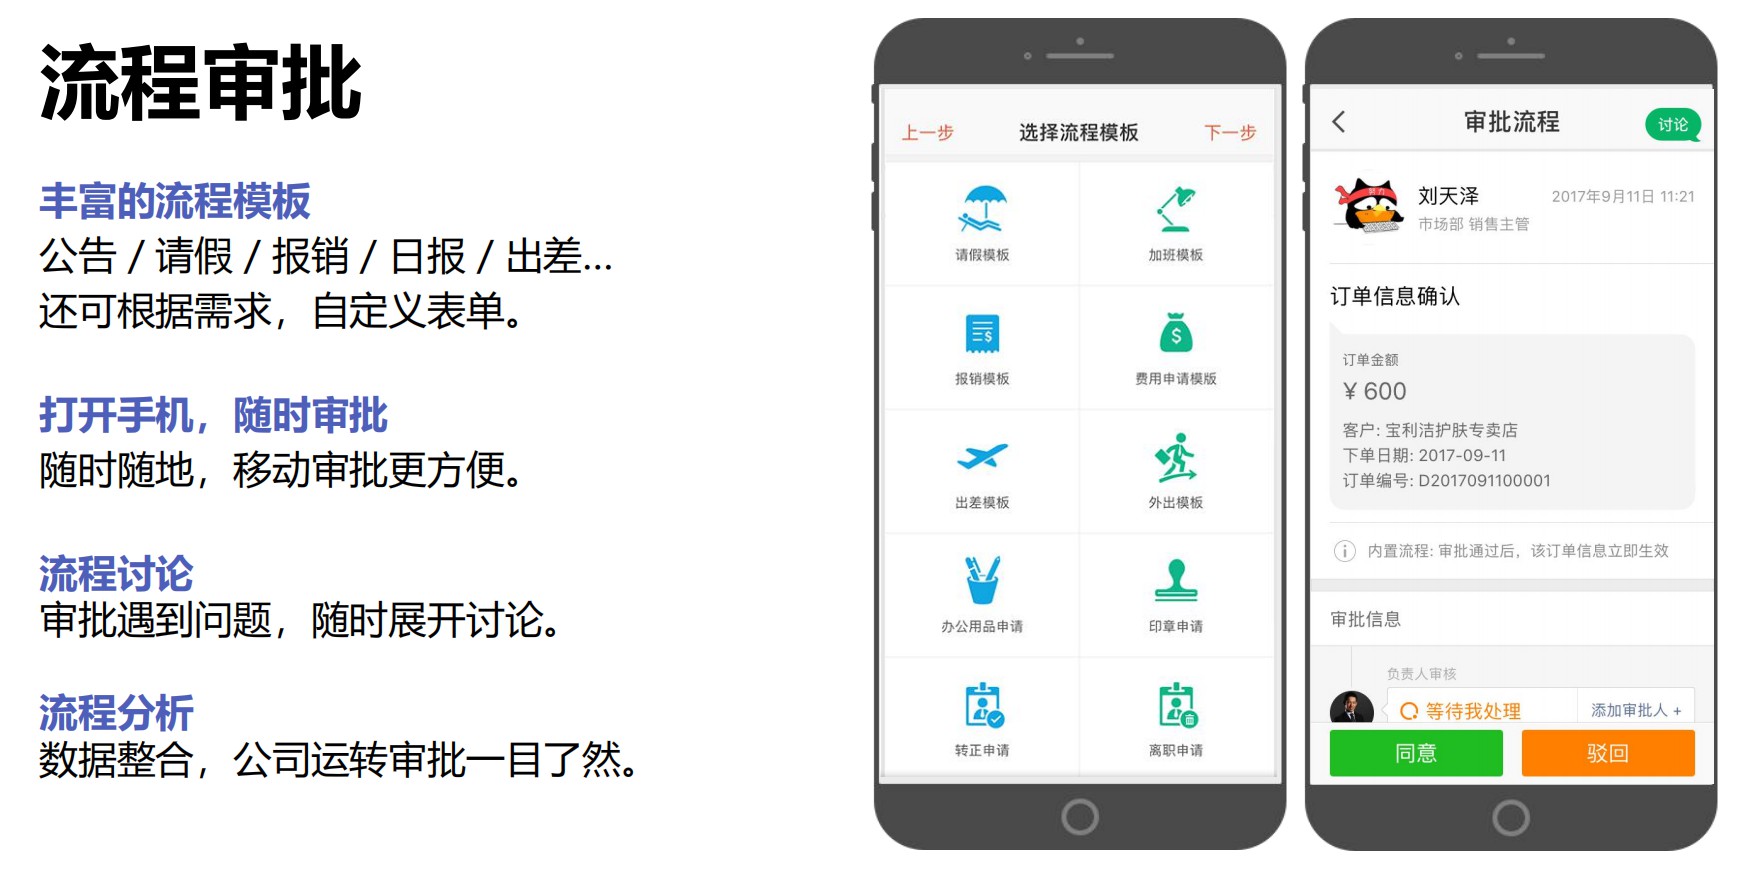 流程审批
丰富的流程模板
公告 / 请假 / 报销 / 日报 / 出差...
还可根据需求，自定义表单。
打开手机，随时审批
随时随地，移动审批更方便。
流程讨论
审批遇到问题，随时展开讨论。
流程分析
数据整合，公司运转审批一目了然。
上一步 选择流程模板 下一步
请假模板 加班模板
报销模板 费用申请模版
出差模板 外出模板
办公用品申请 印章申请
转正申请 离职申请
审批流程 讨论
努力
刘天泽 2017年9月11日 11:21
市场部 销售主管
订单信息确认
订单金额
¥ 600
客户: 宝利洁护肤专卖店
下单日期: 2017-09-11
订单编号: D2017091100001
内置流程: 审批通过后，该订单信息立即生效
审批信息
负责人审核
等待我处理 添加审批人 +
同意 驳回